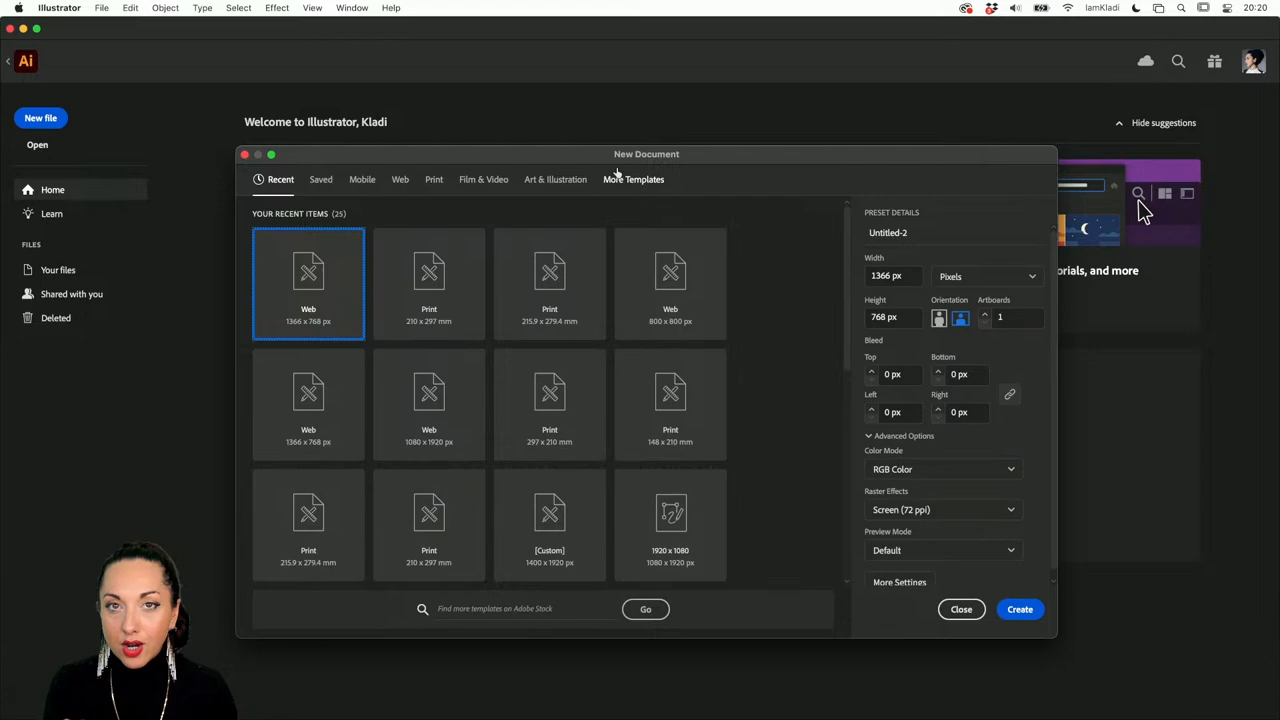 Illustrator File Edit Object Type Select Effect View Window Help IamKladi 20:20
Ai
New file
Open
Home
Learn
FILES
Your files
Shared with you
Deleted
Welcome to Illustrator, Kladi
Hide suggestions
orials, and more
New Document
Recent Saved Mobile Web Print Film & Video Art & Illustration More Templates
YOUR RECENT ITEMS (25)
Web
1366 x 768 px
Print
210 x 297 mm
Print
215.9 x 279.4 mm
Web
800 x 800 px
Web
1366 x 768 px
Web
1080 x 1920 px
Print
297 x 210 mm
Print
148 x 210 mm
Print
215.9 x 279.4 mm
Print
210 x 297 mm
[Custom]
1400 x 1920 px
1920 x 1080
1080 x 1920 px
Find more templates on Adobe Stock
Go
PRESET DETAILS
Untitled-2
Width
1366 px Pixels
Height Orientation Artboards
768 px 1
Bleed
Top Bottom
0 px 0 px
Left Right
0 px 0 px
Advanced Options
Color Mode
RGB Color
Raster Effects
Screen (72 ppi)
Preview Mode
Default
More Settings
Close Create